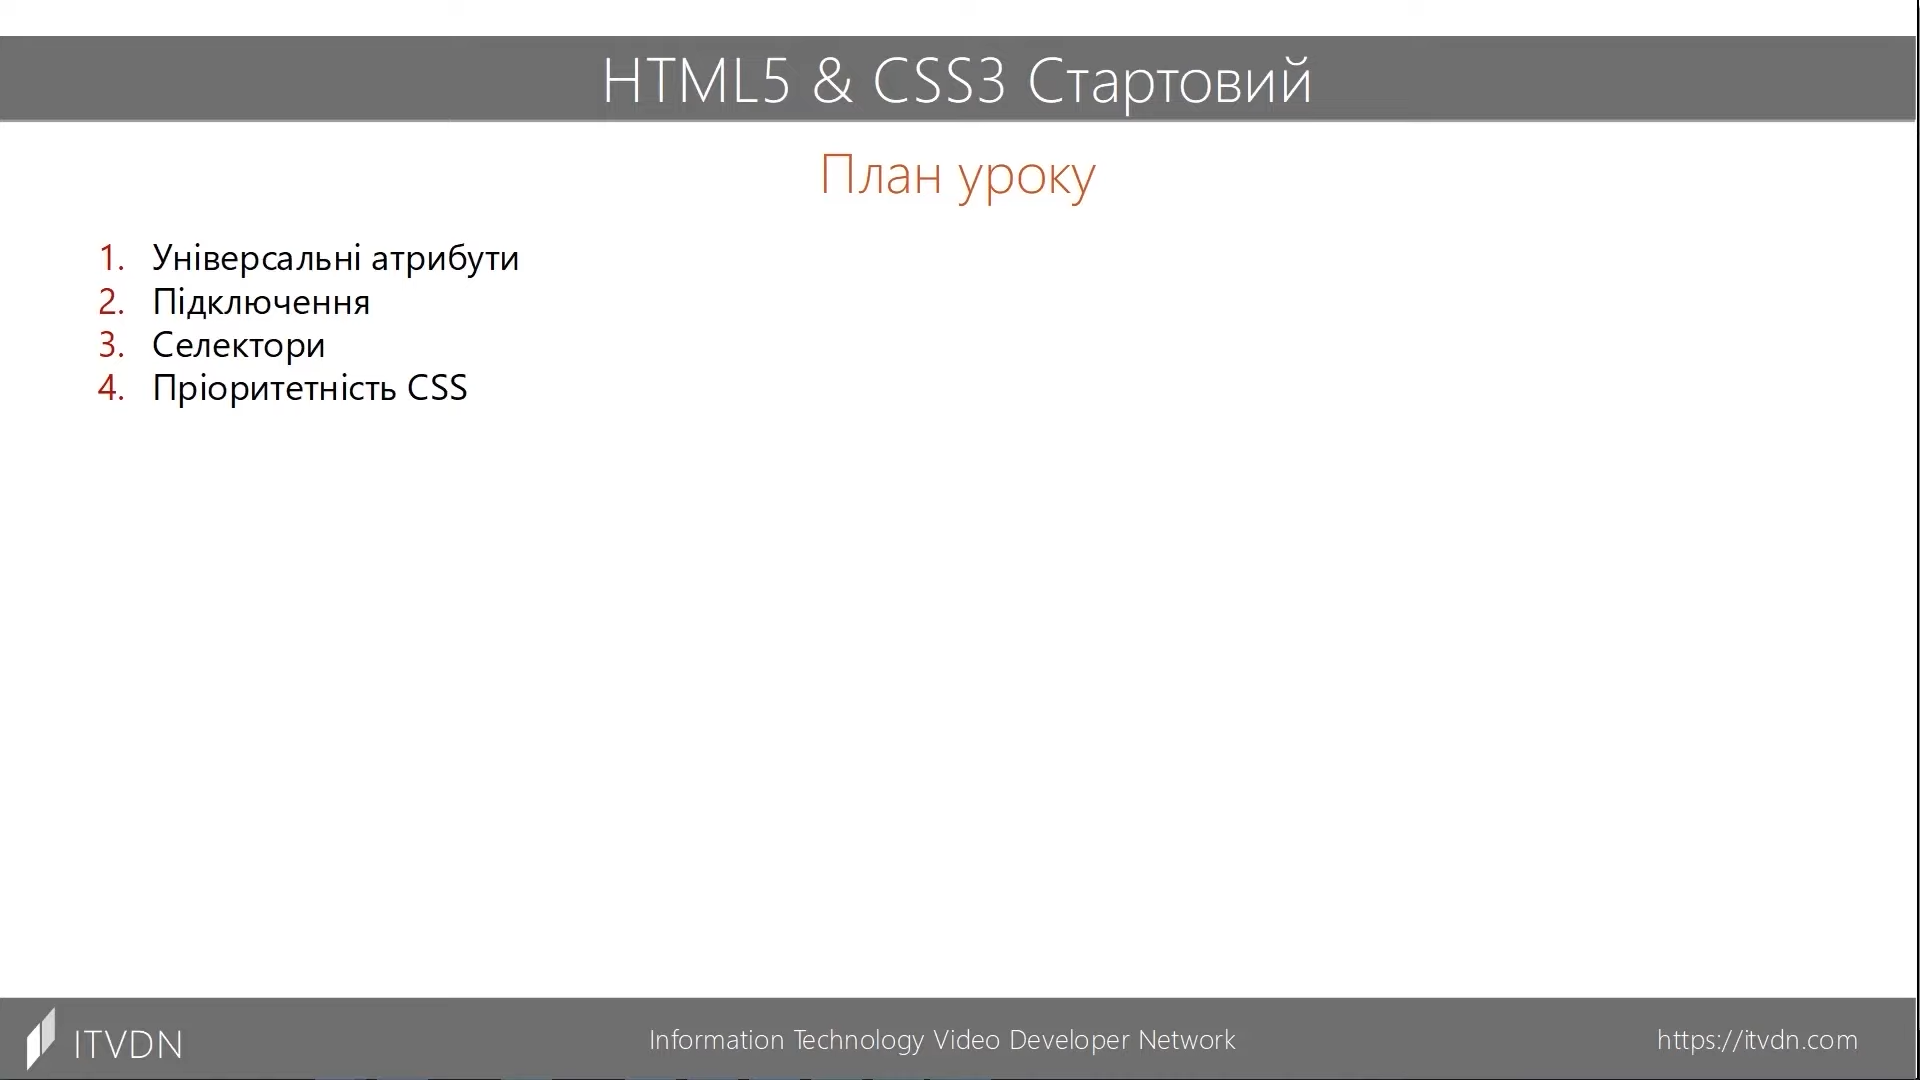 HTML5 & CSS3 Стартовий
План уроку
1. Універсальні атрибути
2. Підключення
3. Селектори
4. Пріоритетність CSS
ITVDN
Information Technology Video Developer Network
https://itvdn.com